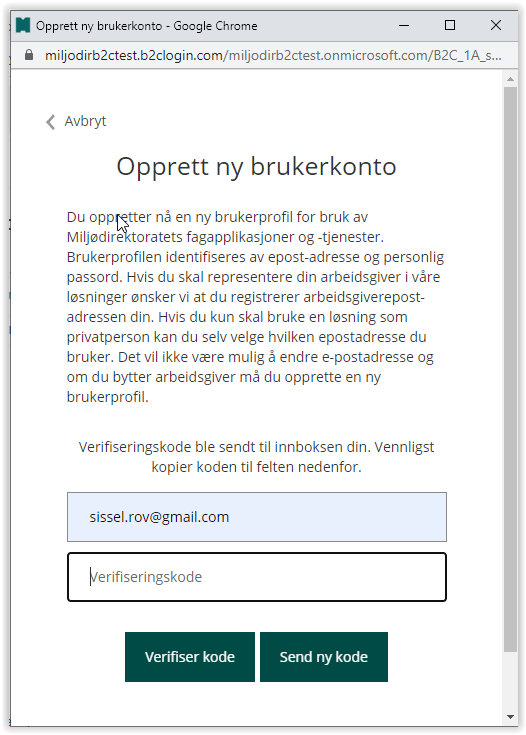 Opprett ny brukerkonto - Google Chrome
miljodirb2ctest.b2clogin.com/miljodirb2ctest.onmicrosoft.com/B2C_1A_s...
Avbryt
Opprett ny brukerkonto
Du oppretter nå en ny brukerprofil for bruk av
Miljødirektoratets fagapplikasjoner og -tjenester.
Brukerprofilen identifiseres av epost-adresse og personlig
passord. Hvis du skal representere din arbeidsgiver i våre
løsninger ønsker vi at du registrerer arbeidsgiverepost-
adressen din. Hvis du kun skal bruke en løsning som
privatperson kan du selv velge hvilken epostadresse du
bruker. Det vil ikke være mulig å endre e-postadresse og
om du bytter arbeidsgiver må du opprette en ny
brukerprofil.
Verifiseringskode ble sendt til innboksen din. Vennligst
kopier koden til felten nedenfor.
sissel.rov@gmail.com
Verifiseringskode
Verifiser kode
Send ny kode